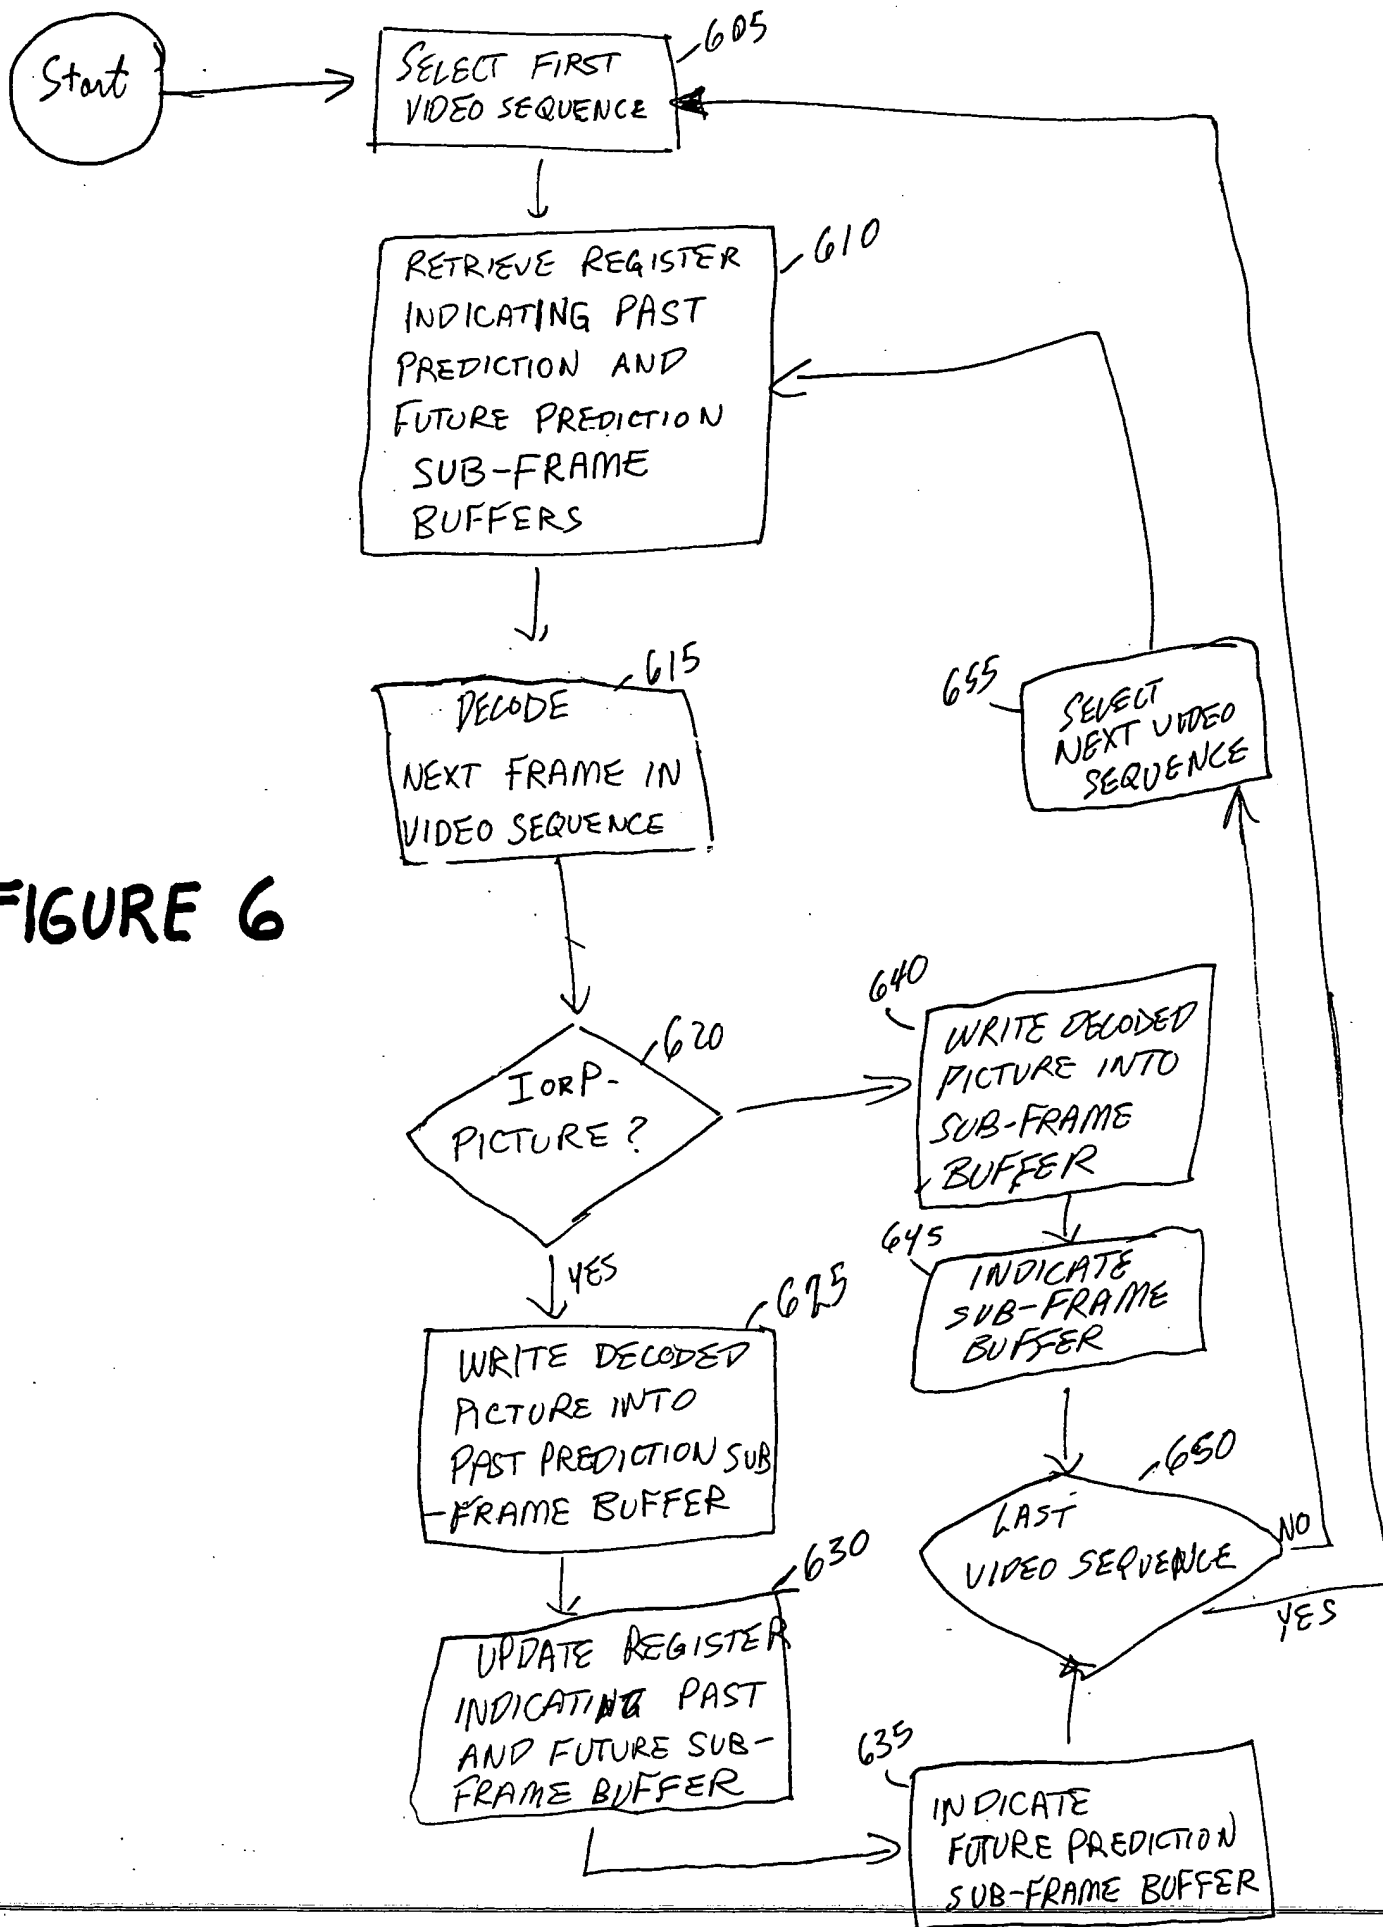 Start
605
SELECT FIRST
VIDEO SEQUENCE
610
RETRIEVE REGISTER
INDICATING PAST
PREDICTION AND
FUTURE PREDICTION
SUB-FRAME
BUFFERS
615
DECODE
NEXT FRAME IN
VIDEO SEQUENCE
655
SELECT
NEXT VIDEO
SEQUENCE
FIGURE 6
620
I OR P-
PICTURE?
YES
640
WRITE DECODED
PICTURE INTO
SUB-FRAME
BUFFER
645
INDICATE
SUB-FRAME
BUFFER
625
WRITE DECODED
PICTURE INTO
PAST PREDICTION SUB
-FRAME BUFFER
650
LAST
VIDEO SEQUENCE
NO
YES
630
UPDATE REGISTER
INDICATING PAST
AND FUTURE SUB-
FRAME BUFFER
635
INDICATE
FUTURE PREDICTION
SUB-FRAME BUFFER